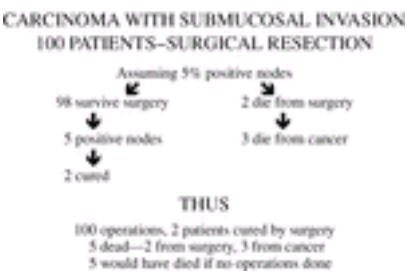 CARCINOMA WITH SUBMUCOSAL INVASION
100 PATIENTS–SURGICAL RESECTION
Assuming 5% positive nodes
98 survive surgery 2 die from surgery
5 positive nodes 3 die from cancer
2 cured
THUS
100 operations, 2 patients cured by surgery
5 dead—2 from surgery, 3 from cancer
5 would have died if no operations done